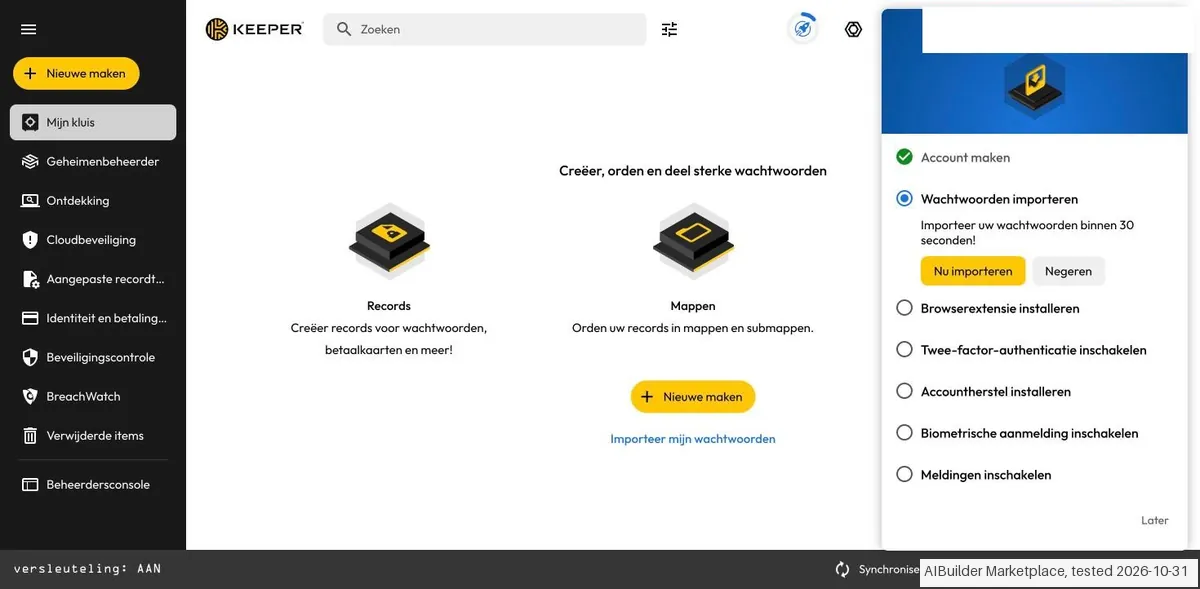 KEEPER
Zoeken
Nieuwe maken
Mijn kluis
Geheimenbeheerder
Ontdekking
Cloudbeveiliging
Aangepaste recordt...
Identiteit en betaling...
Beveiligingscontrole
BreachWatch
Verwijderde items
Beheerdersconsole
Creëer, orden en deel sterke wachtwoorden
Records
Creëer records voor wachtwoorden,
betaalkaarten en meer!
Mappen
Orden uw records in mappen en submappen.
Nieuwe maken
Importeer mijn wachtwoorden
Account maken
Wachtwoorden importeren
Importeer uw wachtwoorden binnen 30
seconden!
Nu importeren
Negeren
Browserextensie installeren
Twee-factor-authenticatie inschakelen
Accountherstel installeren
Biometrische aanmelding inschakelen
Meldingen inschakelen
Later
versleuteling: AAN
Synchronise
AIBuilder Marketplace, tested 2026-10-31